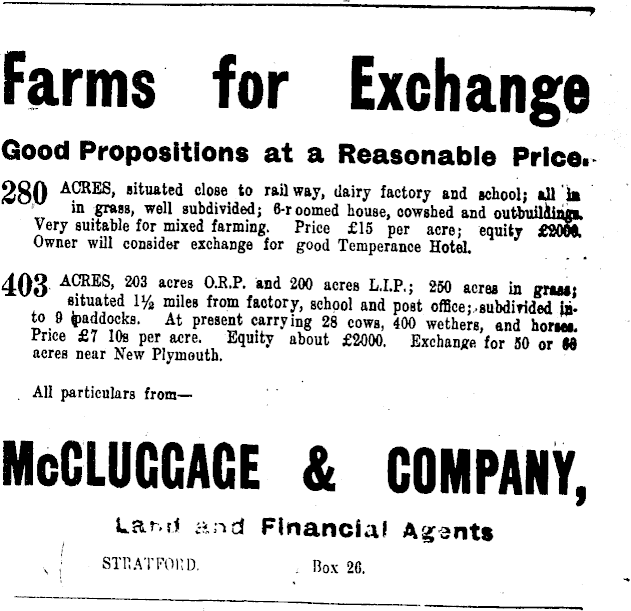 Farms for Exchange
Good Propositions at a Reasonable Price.
280 ACRES, situated close to railway, dairy factory and school; all in
in grass, well subdivided; 6-roomed house, cowshed and outbuildings.
Very suitable for mixed farming. Price £15 per acre; equity £2000.
Owner will consider exchange for good Temperance Hotel.
403 ACRES, 203 acres O.R.P. and 200 acres L.I.P.; 250 acres in grass;
situated 1½ miles from factory, school and post office; subdivided in-
to 9 paddocks. At present carrying 28 cows, 400 wethers, and horses.
Price £7 10s per acre. Equity about £2000. Exchange for 50 or
acres near New Plymouth.
All particulars from—
McCLUGGAGE & COMPANY,
Land and Financial Agents
STRATFORD. Box 26.